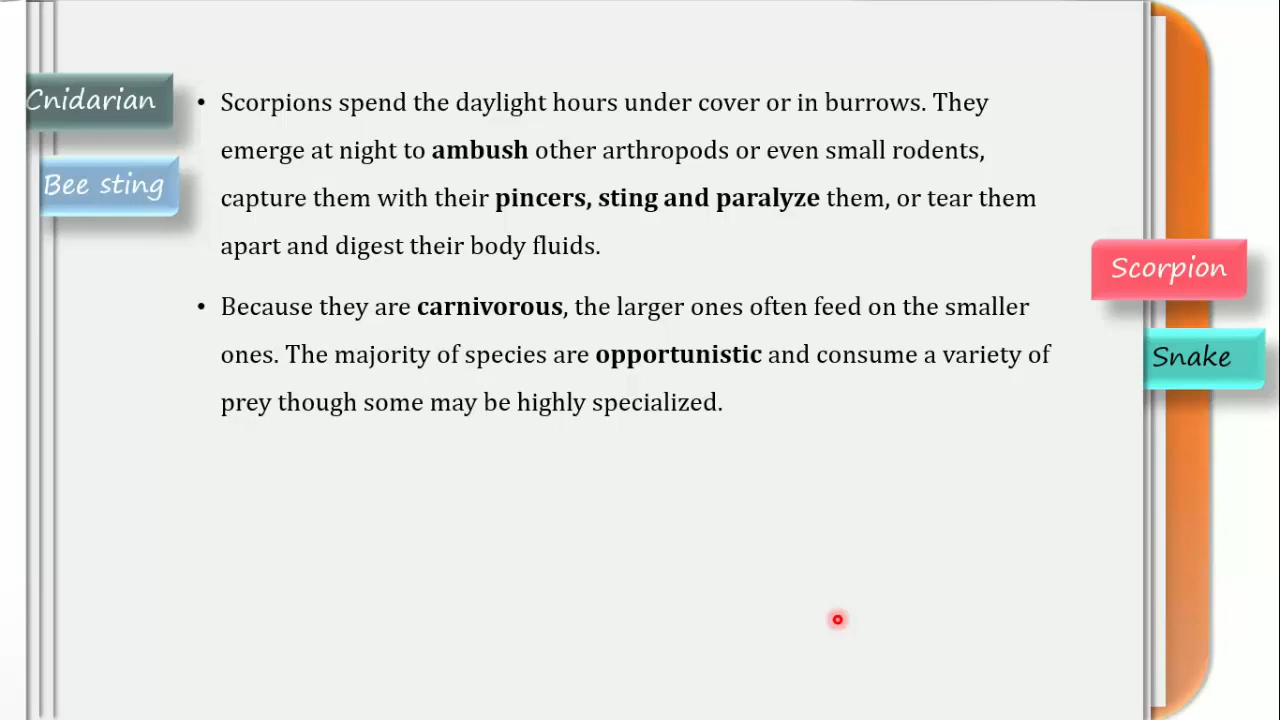 Cnidarian
Bee sting
• Scorpions spend the daylight hours under cover or in burrows. They
emerge at night to ambush other arthropods or even small rodents,
capture them with their pincers, sting and paralyze them, or tear them
apart and digest their body fluids.
• Because they are carnivorous, the larger ones often feed on the smaller
ones. The majority of species are opportunistic and consume a variety of
prey though some may be highly specialized.
Scorpion
Snake